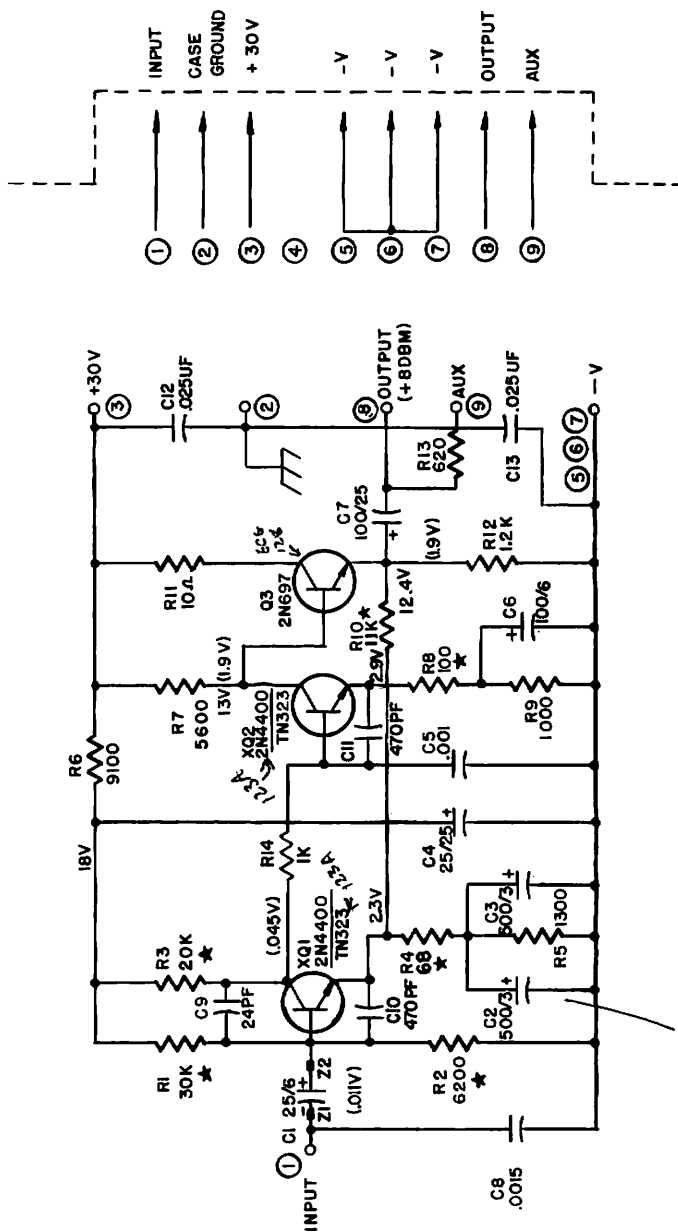 INPUT
CASE
GROUND
+ 30V
-V
-V
-V
OUTPUT
AUX
1
2
3
4
5
6
7
8
9
+30V
3
C12
.025UF
2
8
OUTPUT
(+8DBM)
AUX
9
R13
620
.025UF
C13
-V
5 6 7
R6
9100
R11
10Ω
ECG
128
Q3
2N697
C7
100/25
+
12.4V
(1.9V)
R12
1.2K
R7
5600
13V (1.9V)
XQ2
2N4400
TN323
123A
R10
11K ★
2.9V
C11
470PF
R8
100
★
C6
+
100/6
R9
1000
C5
.001
18V
R14
1K
C4
25/25 +
R3
20K
★
(.045V)
XQ1
2N4400
TN323
123A
2.3V
C9
24PF
R1
30K
★
C10
470PF
R4
68
★
C3
500/3 +
R5
1300
C2
500/3 +
R2
6200
★
1
INPUT
C1
25/6
- +
Z1 Z2
(.011V)
C8
.0015